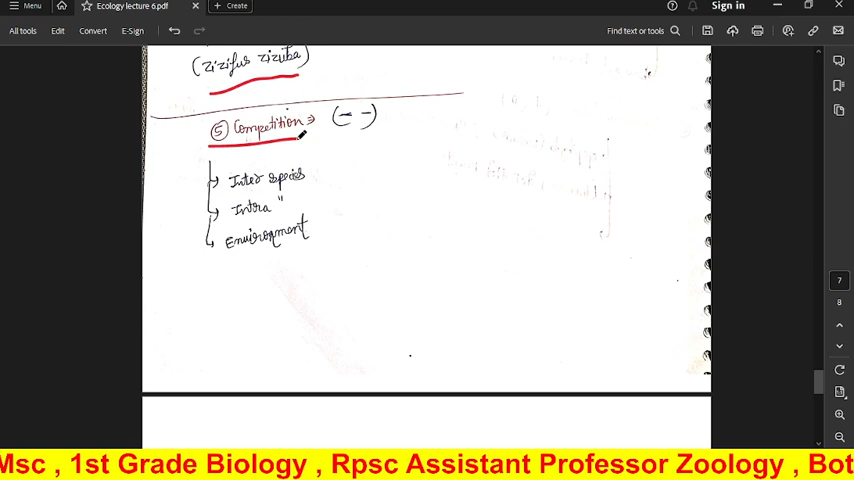 Menu
Ecology lecture 6.pdf
Create
Sign in
All tools
Edit
Convert
E-Sign
Find text or tools
(Zizifus zizuba)
⑤ Competition ⇒ (- -)
→ Inter species
→ Intra "
→ Environment
7
8
Msc , 1st Grade Biology , Rpsc Assistant Professor Zoology , Bot